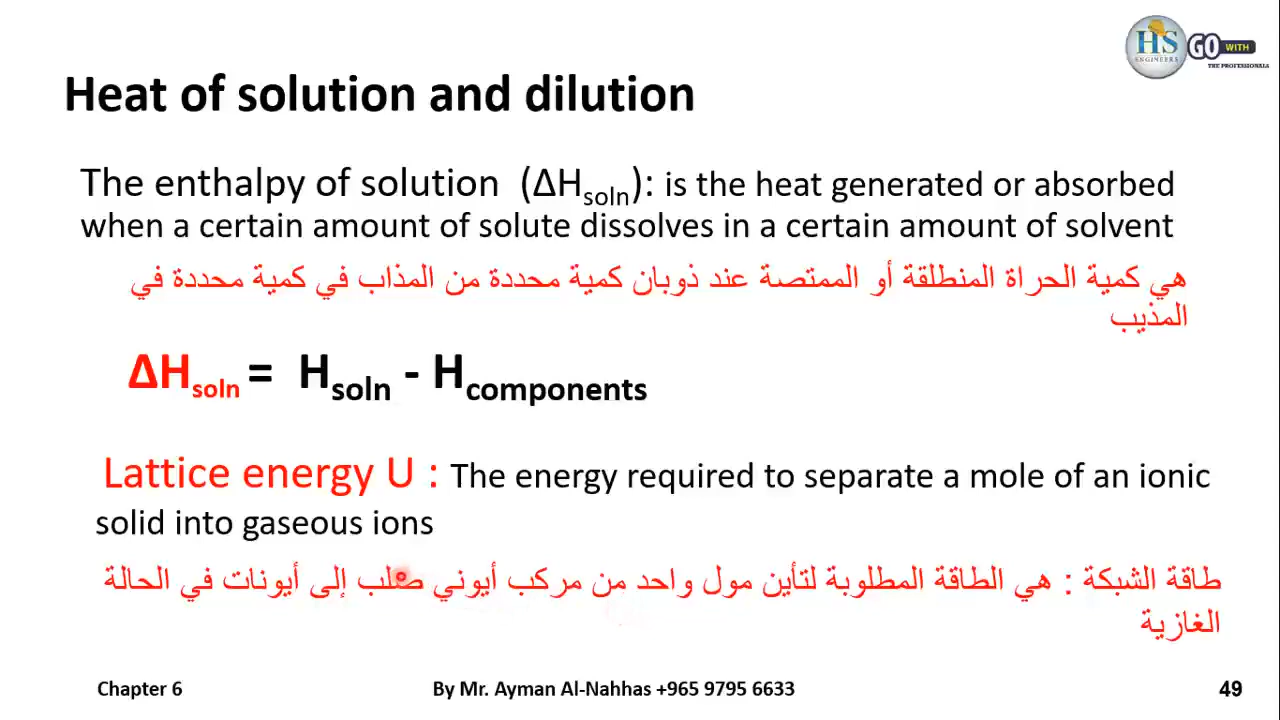 HS
ENGINEERS
GO WITH
THE PROFESSIONALS
Heat of solution and dilution
The enthalpy of solution (ΔHsoln): is the heat generated or absorbed
when a certain amount of solute dissolves in a certain amount of solvent
هي كمية الحراة المنطلقة أو الممتصة عند ذوبان كمية محددة من المذاب في كمية محددة في
المذيب
ΔHsoln = Hsoln - Hcomponents
Lattice energy U : The energy required to separate a mole of an ionic
solid into gaseous ions
طاقة الشبكة : هي الطاقة المطلوبة لتأين مول واحد من مركب أيوني صلب إلى أيونات في الحالة
الغازية
Chapter 6
By Mr. Ayman Al-Nahhas +965 9795 6633
49